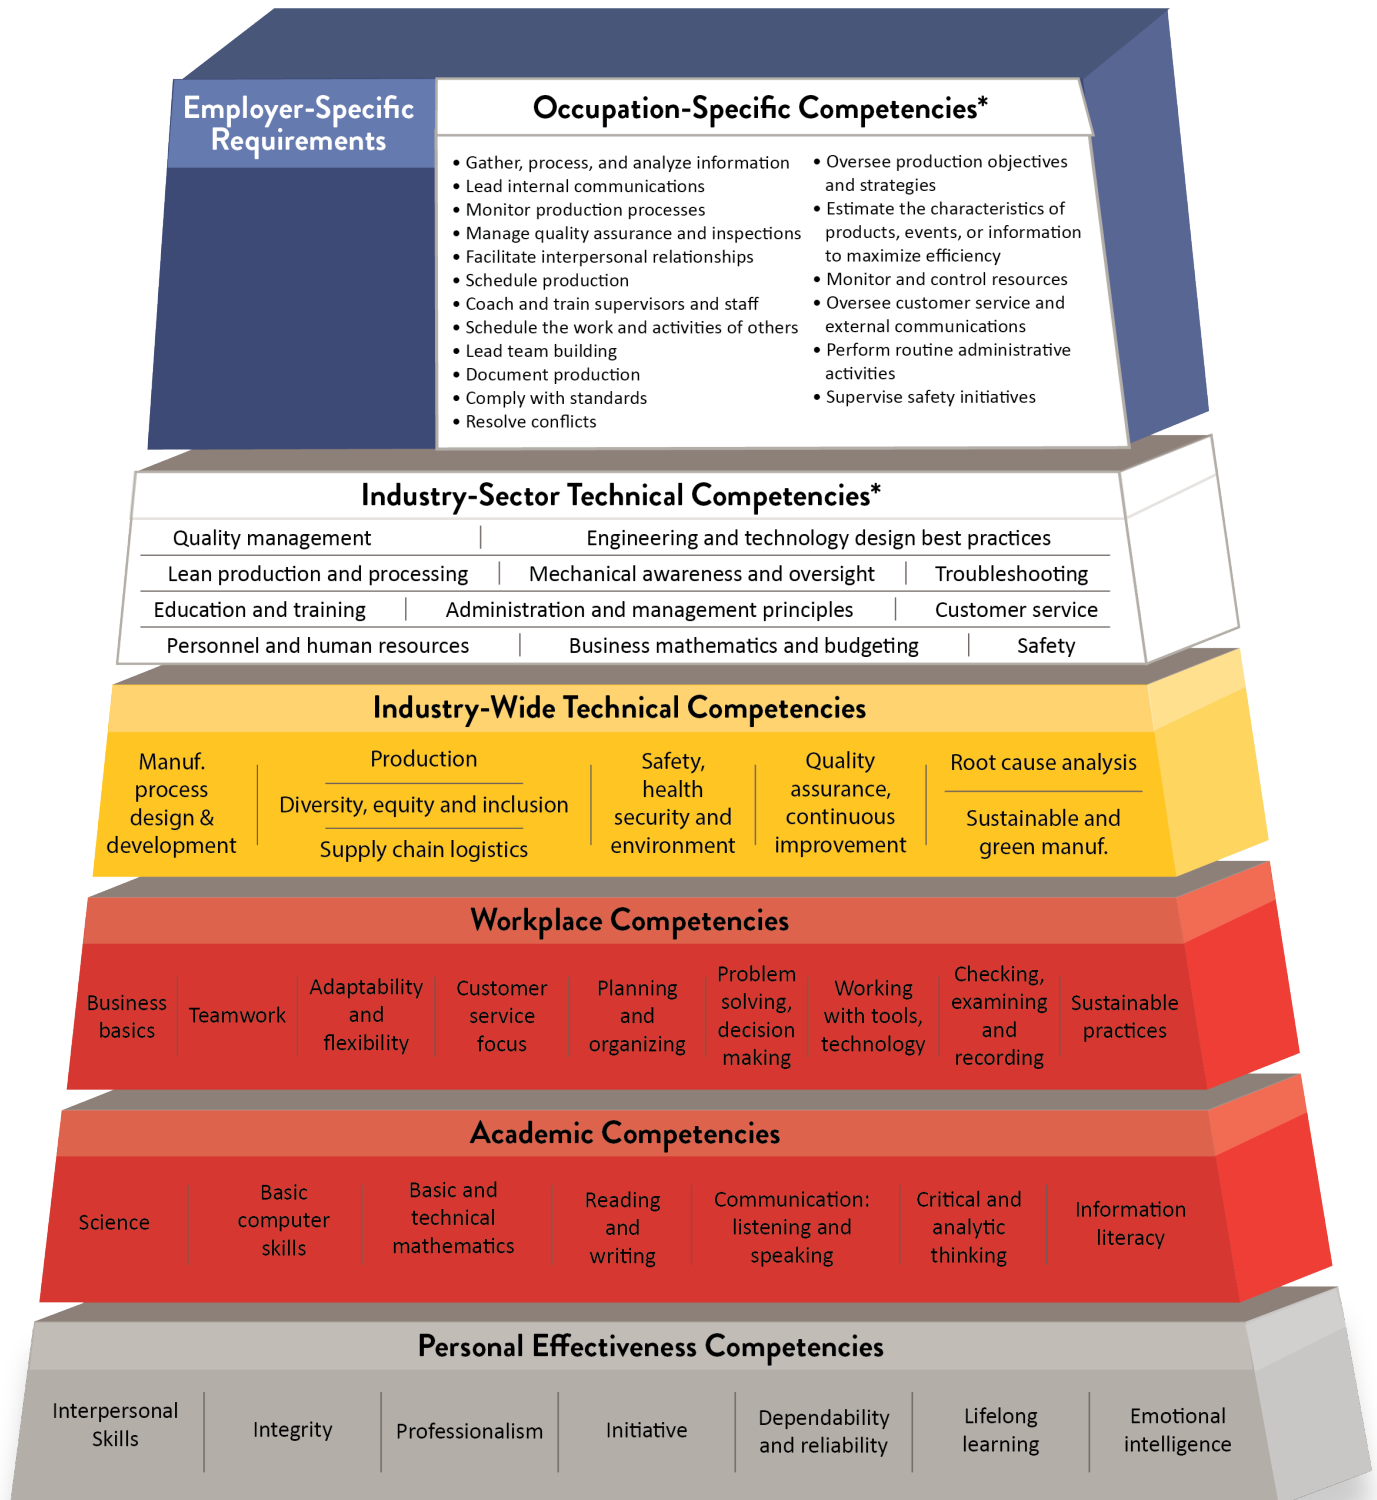 Employer-Specific
Requirements
Occupation-Specific Competencies*
• Gather, process, and analyze information
• Lead internal communications
• Monitor production processes
• Manage quality assurance and inspections
• Facilitate interpersonal relationships
• Schedule production
• Coach and train supervisors and staff
• Schedule the work and activities of others
• Lead team building
• Document production
• Comply with standards
• Resolve conflicts
• Oversee production objectives
and strategies
• Estimate the characteristics of
products, events, or information
to maximize efficiency
• Monitor and control resources
• Oversee customer service and
external communications
• Perform routine administrative
activities
• Supervise safety initiatives
Industry-Sector Technical Competencies*
Quality management
Engineering and technology design best practices
Lean production and processing
Mechanical awareness and oversight
Troubleshooting
Education and training
Administration and management principles
Customer service
Personnel and human resources
Business mathematics and budgeting
Safety
Industry-Wide Technical Competencies
Manuf.
process
design &
development
Production
Diversity, equity and inclusion
Supply chain logistics
Safety,
health
security and
environment
Quality
assurance,
continuous
improvement
Root cause analysis
Sustainable and
green manuf.
Workplace Competencies
Business
basics
Teamwork
Adaptability
and
flexibility
Customer
service
focus
Planning
and
organizing
Problem
solving,
decision
making
Working
with tools,
technology
Checking,
examining
and
recording
Sustainable
practices
Academic Competencies
Science
Basic
computer
skills
Basic and
technical
mathematics
Reading
and
writing
Communication:
listening and
speaking
Critical and
analytic
thinking
Information
literacy
Personal Effectiveness Competencies
Interpersonal
Skills
Integrity
Professionalism
Initiative
Dependability
and reliability
Lifelong
learning
Emotional
intelligence